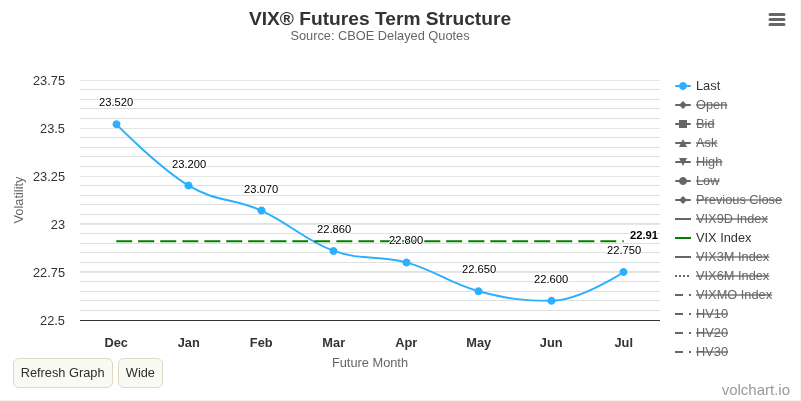 VIX® Futures Term Structure
Source: CBOE Delayed Quotes
Volatility
23.75
23.5
23.25
23
22.75
22.5
23.520
23.200
23.070
22.860
22.800
22.650
22.600
22.750
22.91
Dec
Jan
Feb
Mar
Apr
May
Jun
Jul
Future Month
Last
Open
Bid
Ask
High
Low
Previous Close
VIX9D Index
VIX Index
VIX3M Index
VIX6M Index
VIXMO Index
HV10
HV20
HV30
Refresh Graph
Wide
volchart.io